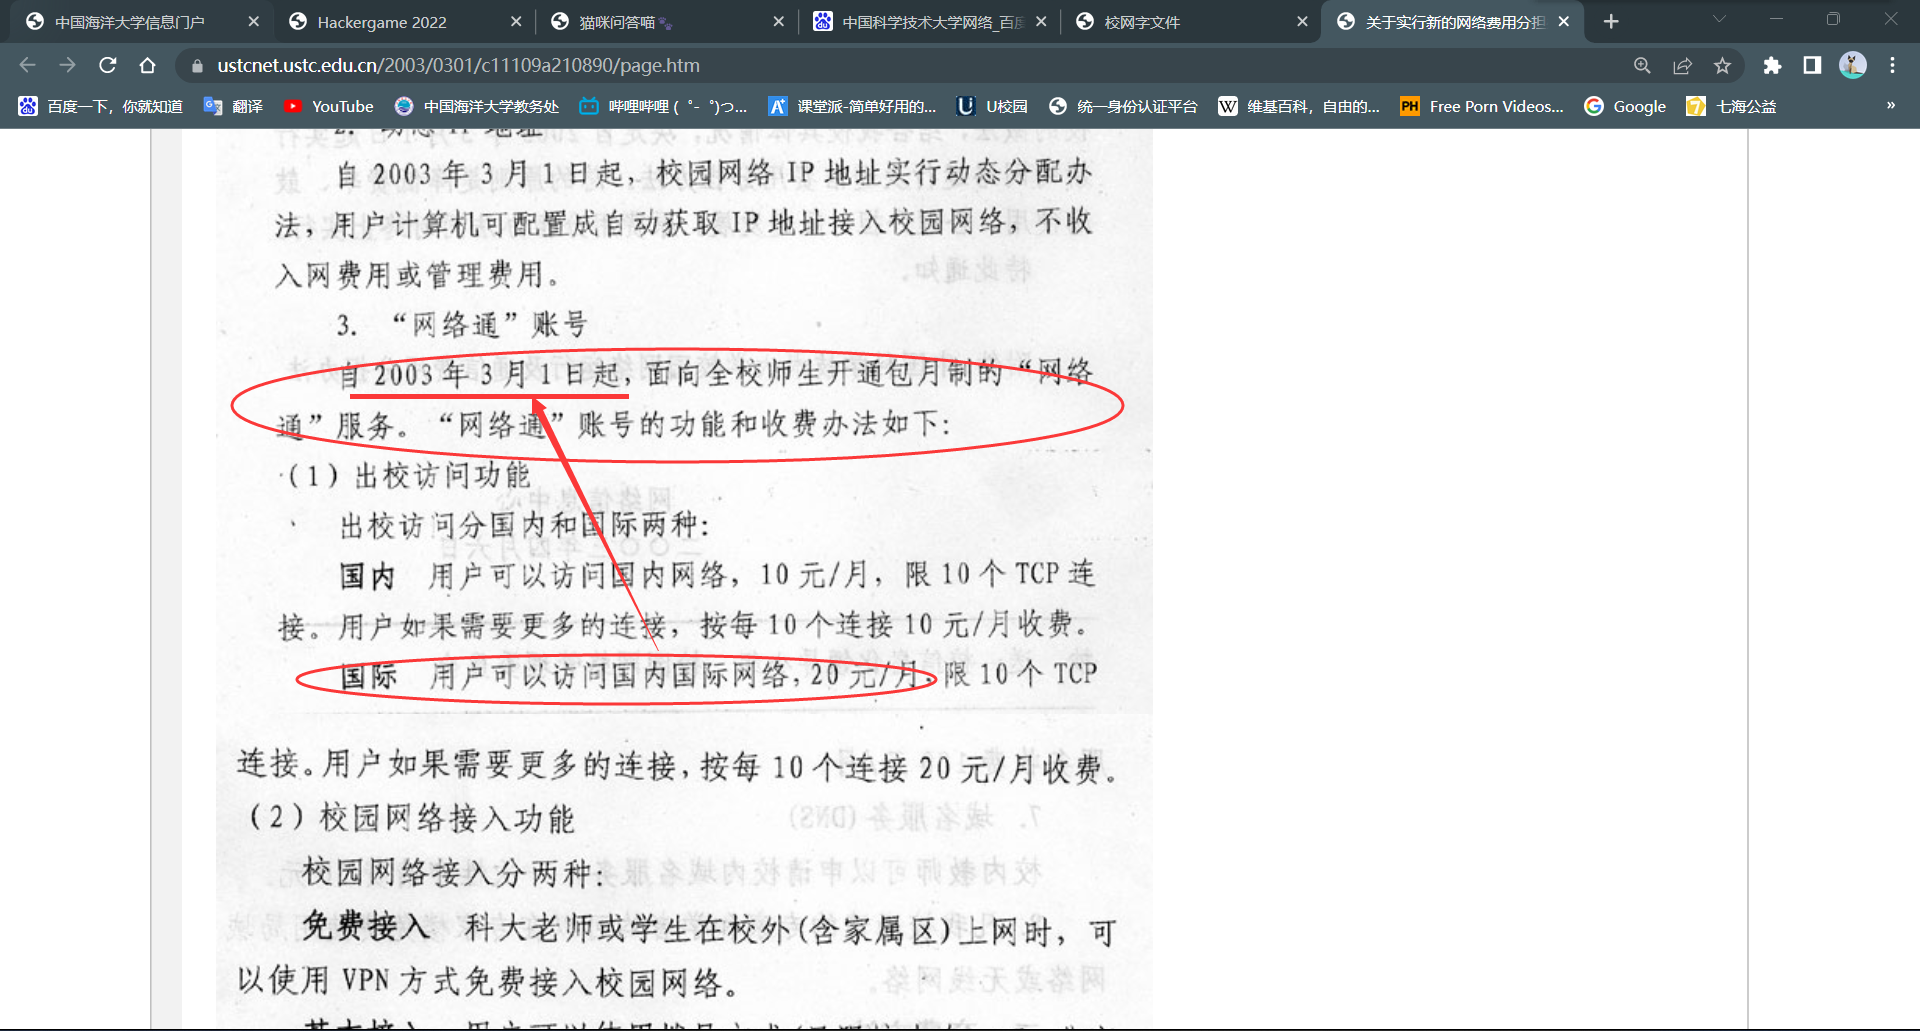 中国海洋大学信息门户
Hackergame 2022
猫咪问答喵🐾
中国科学技术大学网络_百度
校网字文件
关于实行新的网络费用分担
ustcnet.ustc.edu.cn/2003/0301/c11109a210890/page.htm
百度一下，你就知道
翻译
YouTube
中国海洋大学教务处
哔哩哔哩 (゜-゜)つ...
课堂派-简单好用的...
U校园
统一身份认证平台
维基百科，自由的...
PH
Free Porn Videos...
Google
七海公益
»
2. 动态 IP 地址
自 2003 年 3 月 1 日起，校园网络 IP 地址实行动态分配办
法，用户计算机可配置成自动获取 IP 地址接入校园网络，不收
入网费用或管理费用。
3. “网络通”账号
自 2003 年 3 月 1 日起，面向全校师生开通包月制的“网络
通”服务。“网络通”账号的功能和收费办法如下：
(1) 出校访问功能
出校访问分国内和国际两种：
国内 用户可以访问国内网络，10 元/月，限 10 个 TCP 连
接。用户如果需要更多的连接，按每 10 个连接 10 元/月收费。
国际 用户可以访问国内国际网络，20 元/月，限 10 个 TCP
连接。用户如果需要更多的连接，按每 10 个连接 20 元/月收费。
(2) 校园网络接入功能
校园网络接入分两种：
免费接入 科大老师或学生在校外(含家属区)上网时，可
以使用 VPN 方式免费接入校园网络。